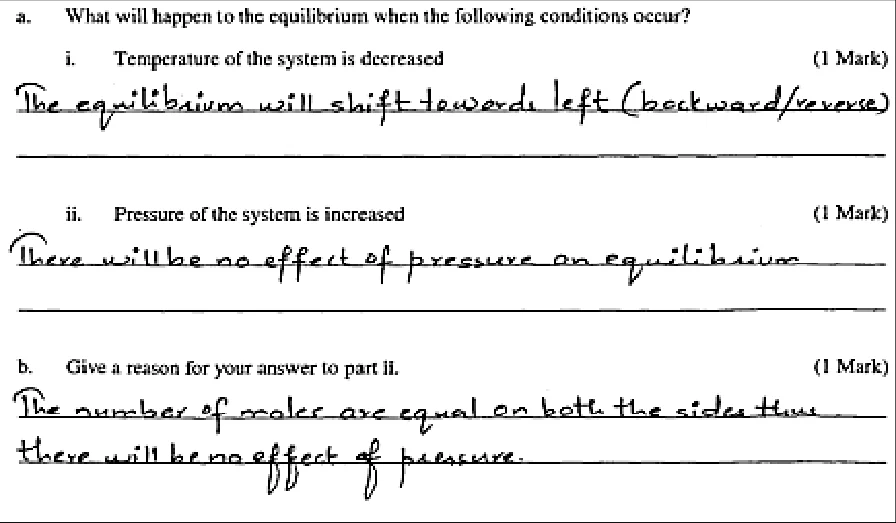 a. What will happen to the equilibrium when the following conditions occur?
i. Temperature of the system is decreased (1 Mark)
The equilibrium will shift towards left (backward/reverse)
ii. Pressure of the system is increased (1 Mark)
There will be no effect of pressure on equilibrium
b. Give a reason for your answer to part ii. (1 Mark)
The number of moles are equal on both the sides thus
there will be no effect of pressure.